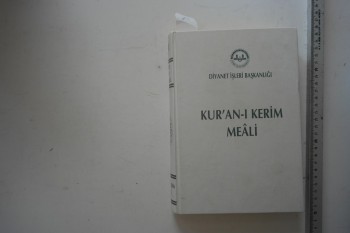 DİYANET İŞLERİ BAŞKANLIĞI
KUR'AN-I KERİM
MEÂLİ